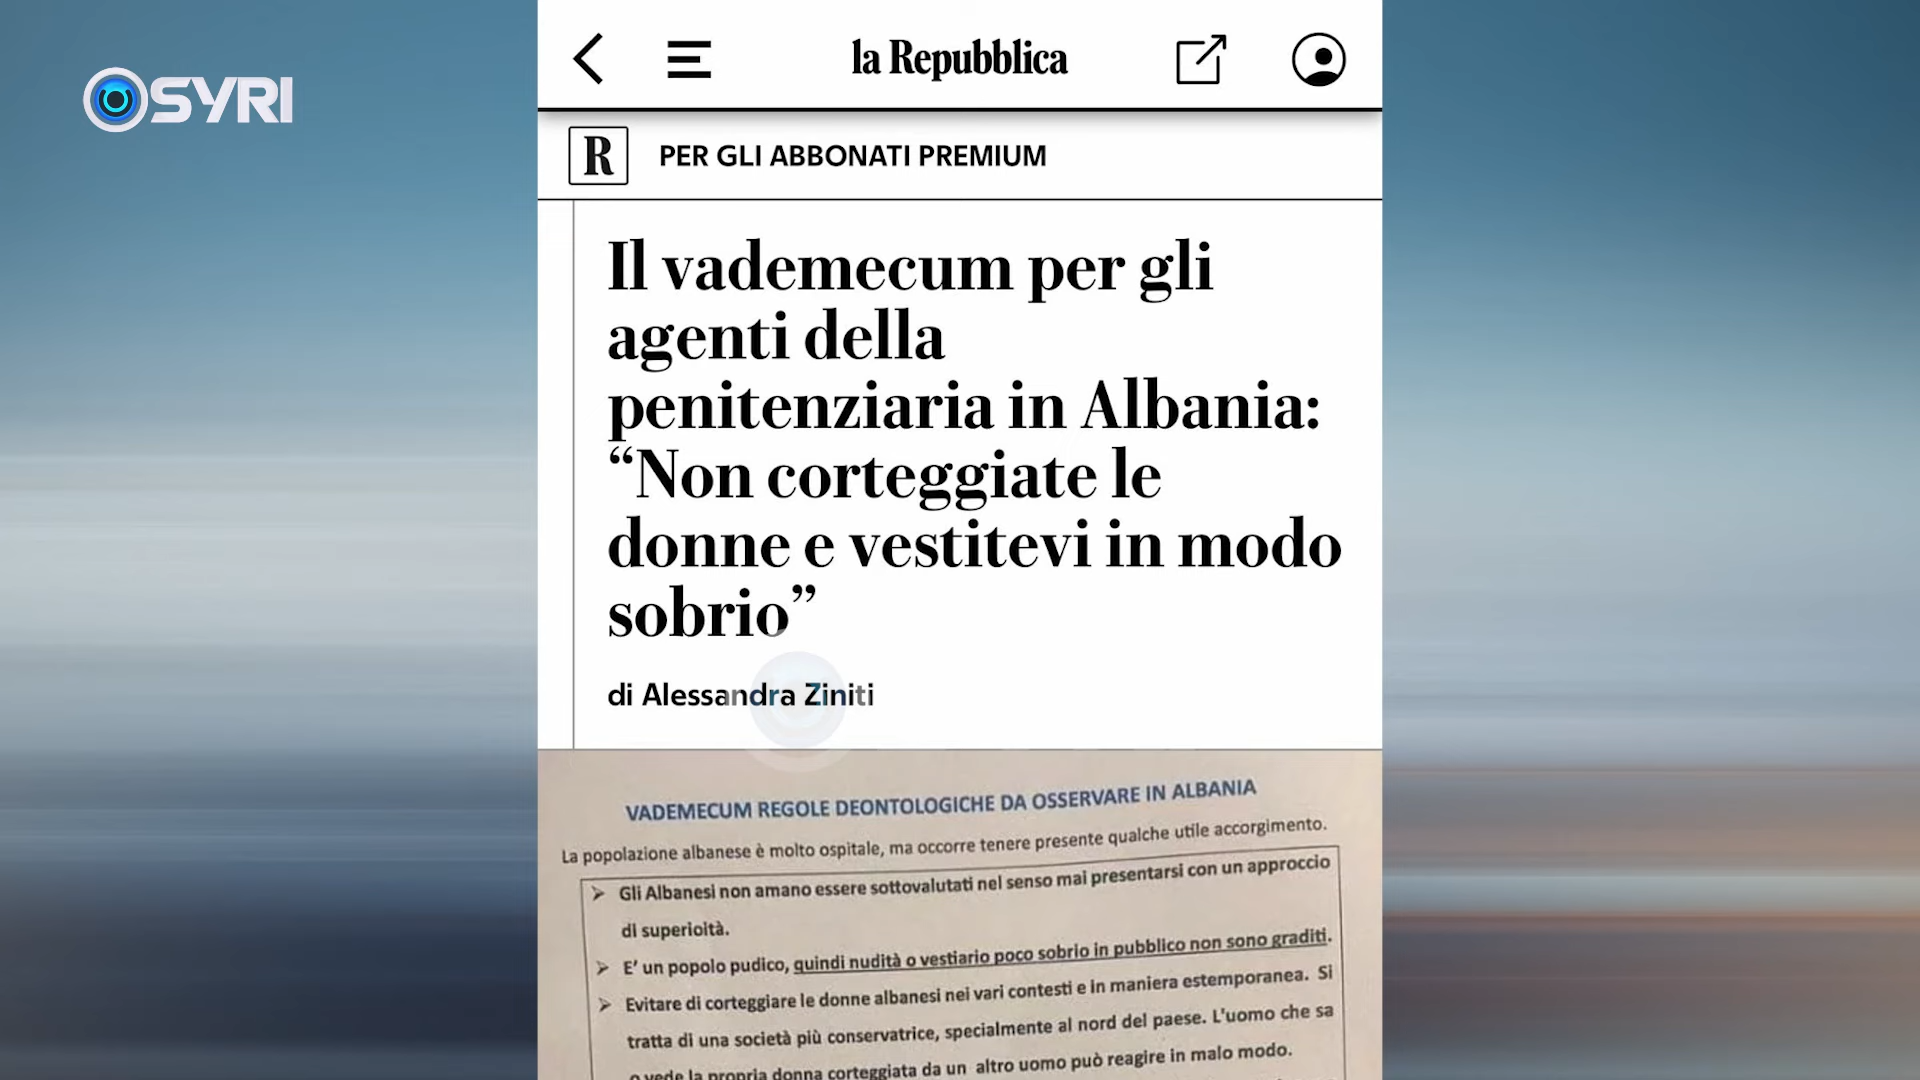 SYRI
la Repubblica
R
PER GLI ABBONATI PREMIUM
Il vademecum per gli
agenti della
penitenziaria in Albania:
“Non corteggiate le
donne e vestitevi in modo
sobrio”
di Alessandra Ziniti
VADEMECUM REGOLE DEONTOLOGICHE DA OSSERVARE IN ALBANIA
La popolazione albanese è molto ospitale, ma occorre tenere presente qualche utile accorgimento.
➢ Gli Albanesi non amano essere sottovalutati nel senso mai presentarsi con un approccio
di superioità.
➢ E’ un popolo pudico, quindi nudità o vestiario poco sobrio in pubblico non sono graditi.
➢ Evitare di corteggiare le donne albanesi nei vari contesti e in maniera estemporanea. Si
tratta di una società più conservatrice, specialmente al nord del paese. L'uomo che sa
o vede la propria donna corteggiata da un altro uomo può reagire in malo modo.